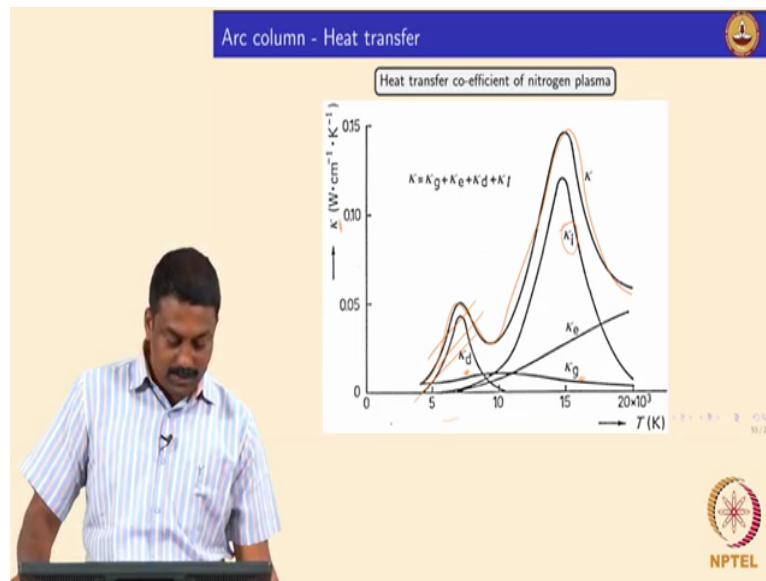 Arc column - Heat transfer
Heat transfer co-efficient of nitrogen plasma
κ (W·cm⁻¹·K⁻¹)
0.15
0.10
0.05
0
κ=κg+κe+κd+κI
κ
κi
κe
κd
κg
0 5 10 15 20×10³
T (K)
NPTEL